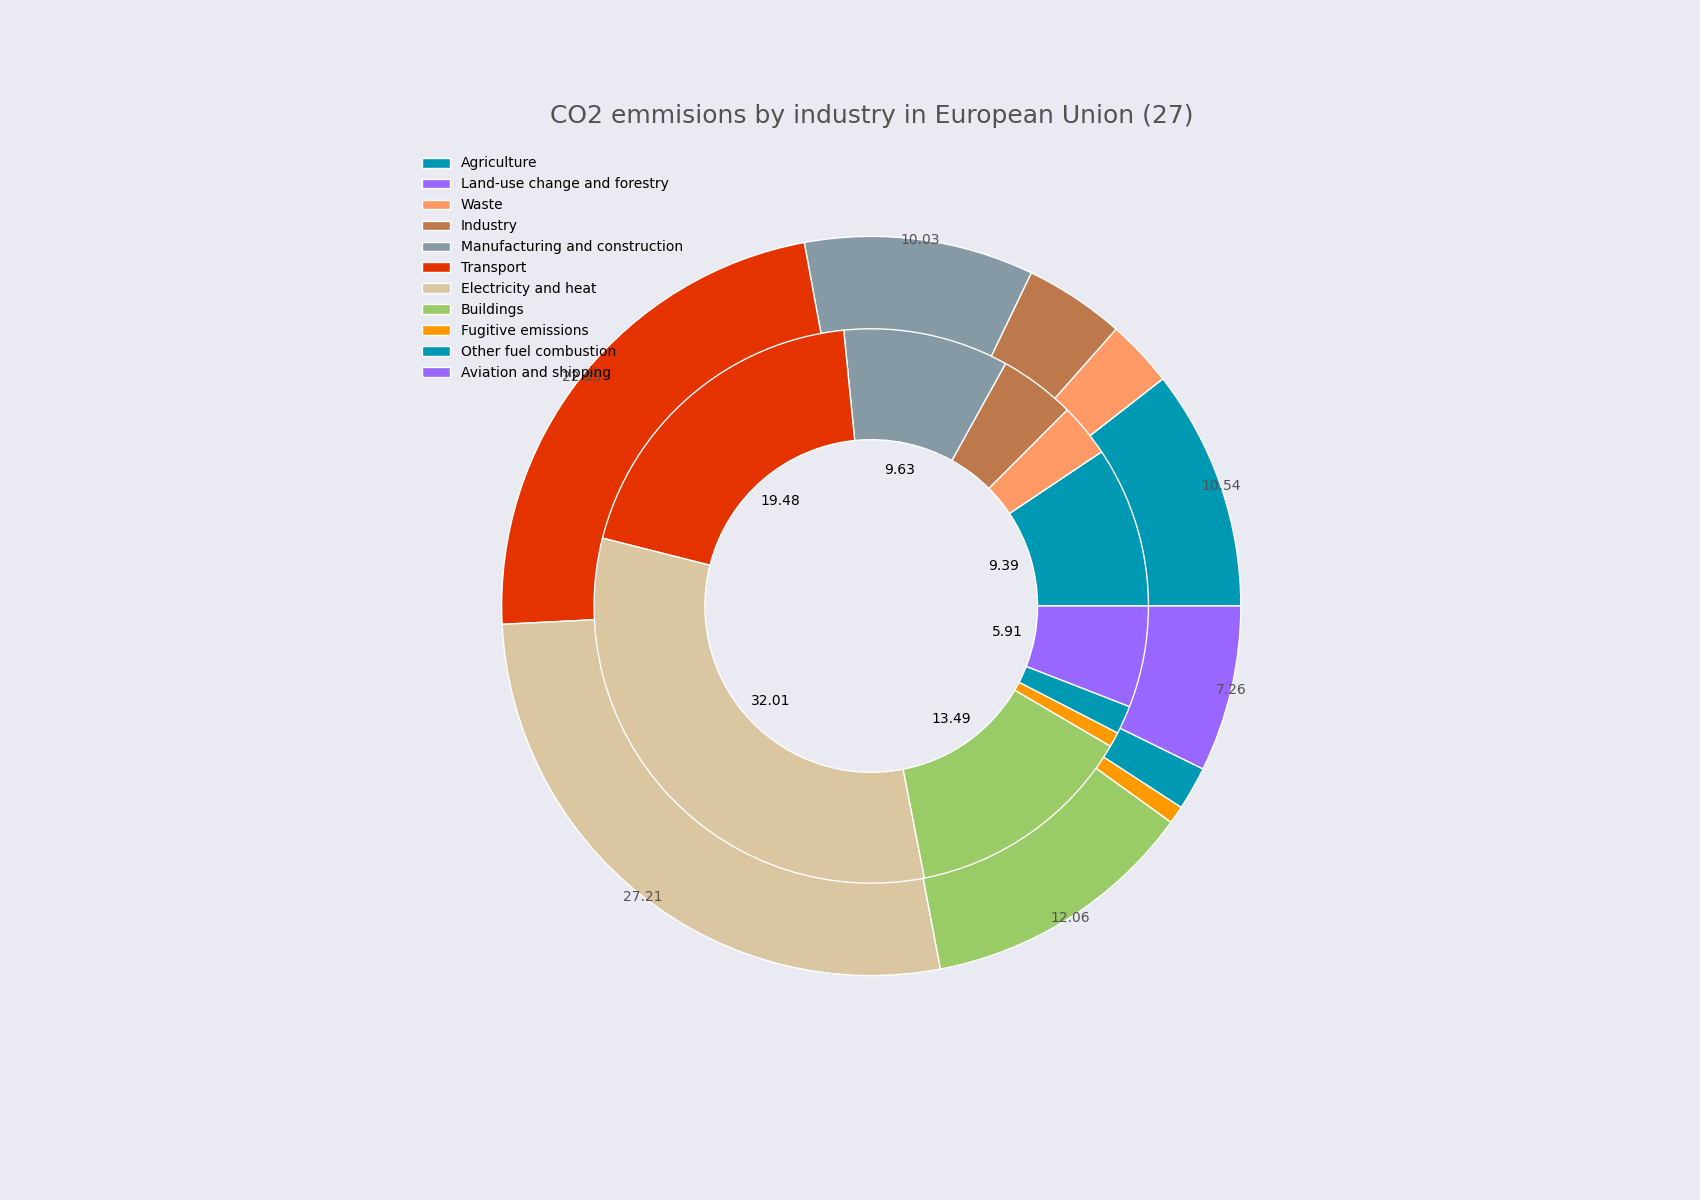 CO2 emmisions by industry in European Union (27)
Agriculture
Land-use change and forestry
Waste
Industry
Manufacturing and construction
Transport
Electricity and heat
Buildings
Fugitive emissions
Other fuel combustion
Aviation and shipping
10.03
10.54
9.63
19.48
9.39
5.91
32.01
13.49
7.26
27.21
12.06